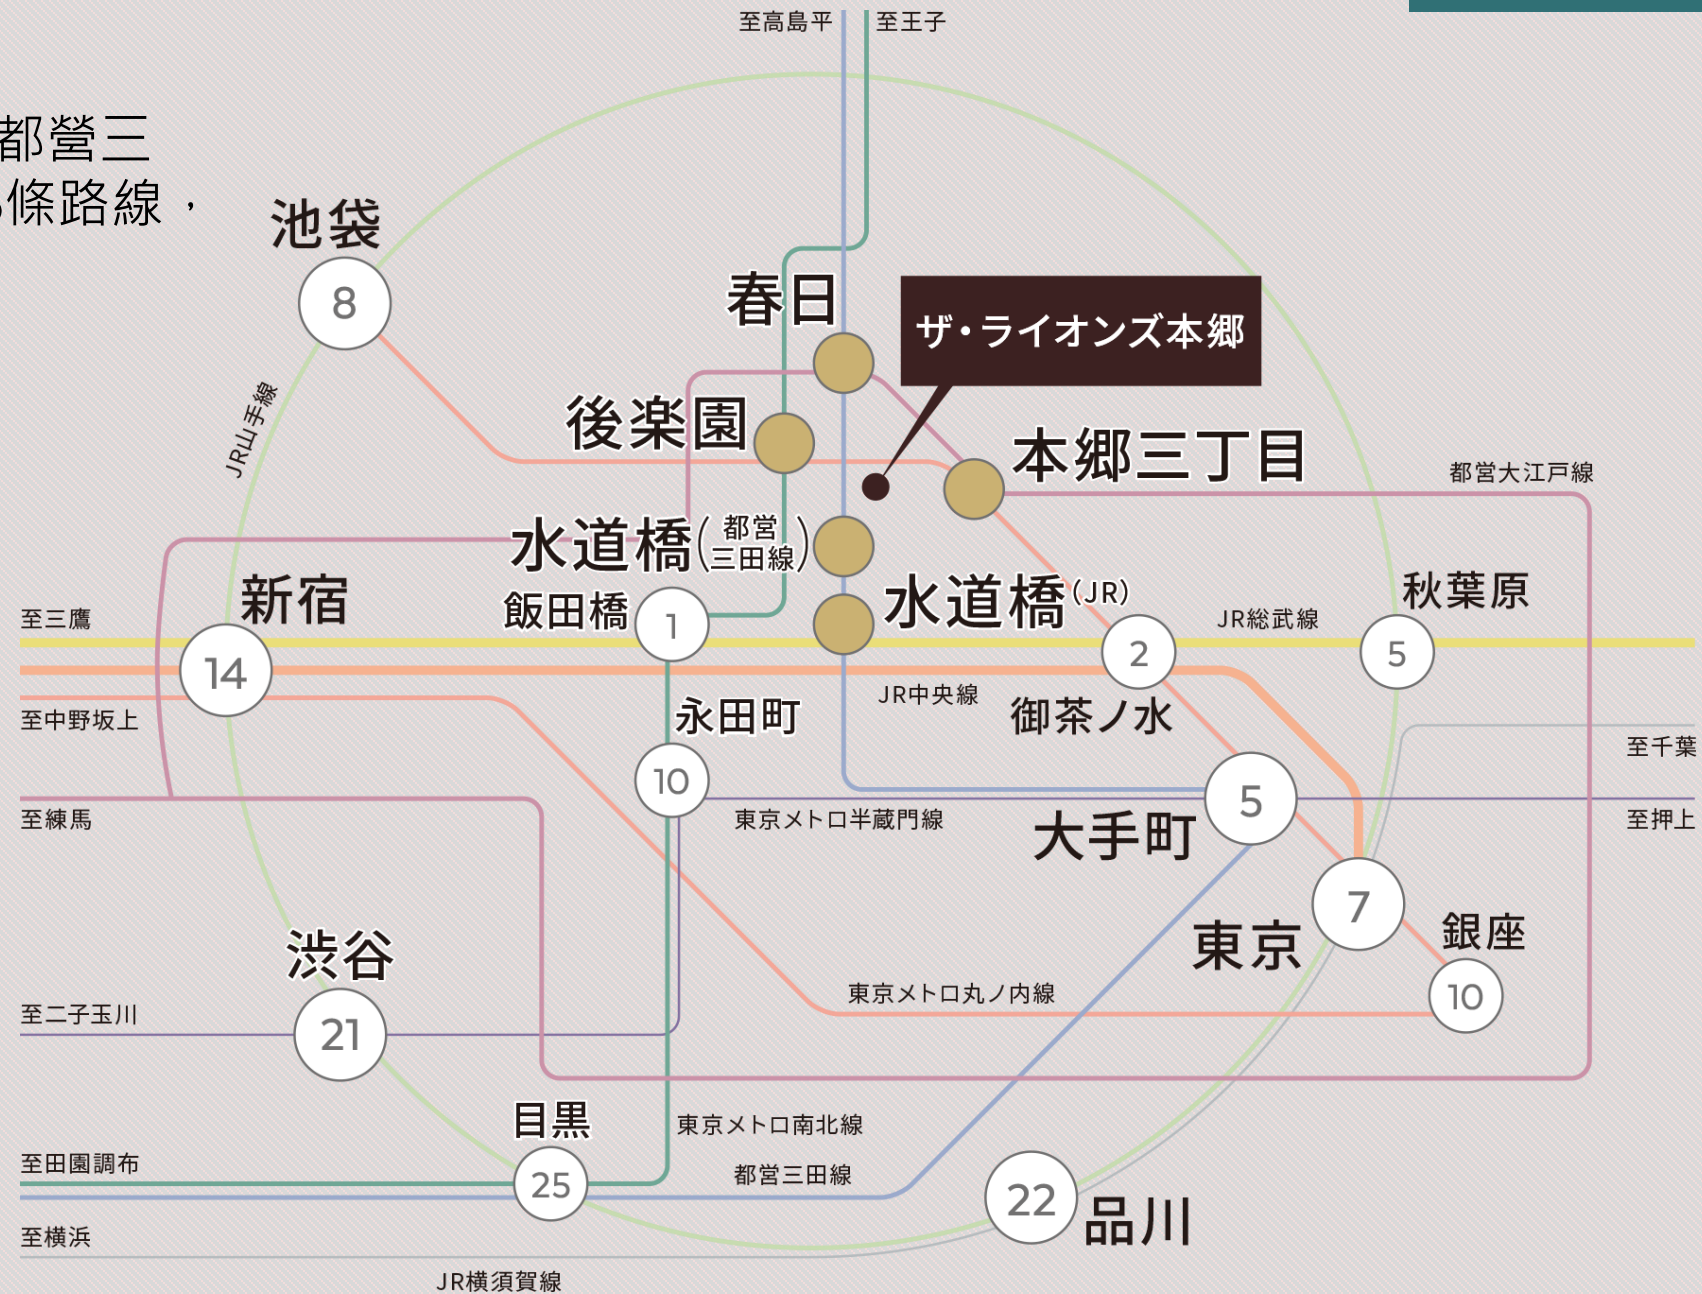 至高島平
至王子
都營三
條路線，
池袋
8
春日
ザ・ライオンズ本郷
JR山手線
後楽園
本郷三丁目
都営大江戸線
水道橋(都営三田線)
水道橋(JR)
新宿
飯田橋
1
秋葉原
至三鷹
JR総武線
14
2
5
JR中央線
至中野坂上
永田町
御茶ノ水
至千葉
10
5
東京メトロ半蔵門線
大手町
至練馬
至押上
7
東京
銀座
渋谷
10
東京メトロ丸ノ内線
至二子玉川
21
目黒
東京メトロ南北線
至田園調布
都営三田線
25
22
品川
至横浜
JR横須賀線